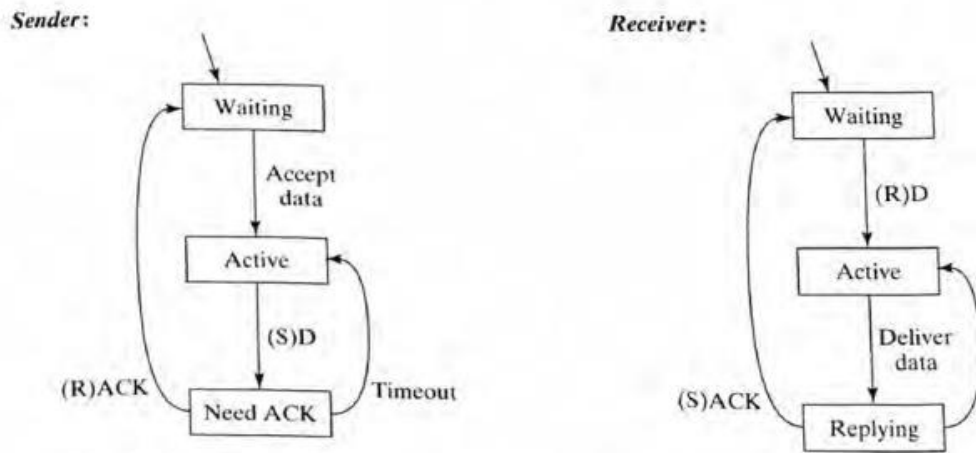 Sender:
Waiting
Accept
data
Active
(S)D
(R)ACK
Timeout
Need ACK
Receiver:
Waiting
(R)D
Active
Deliver
data
(S)ACK
Replying